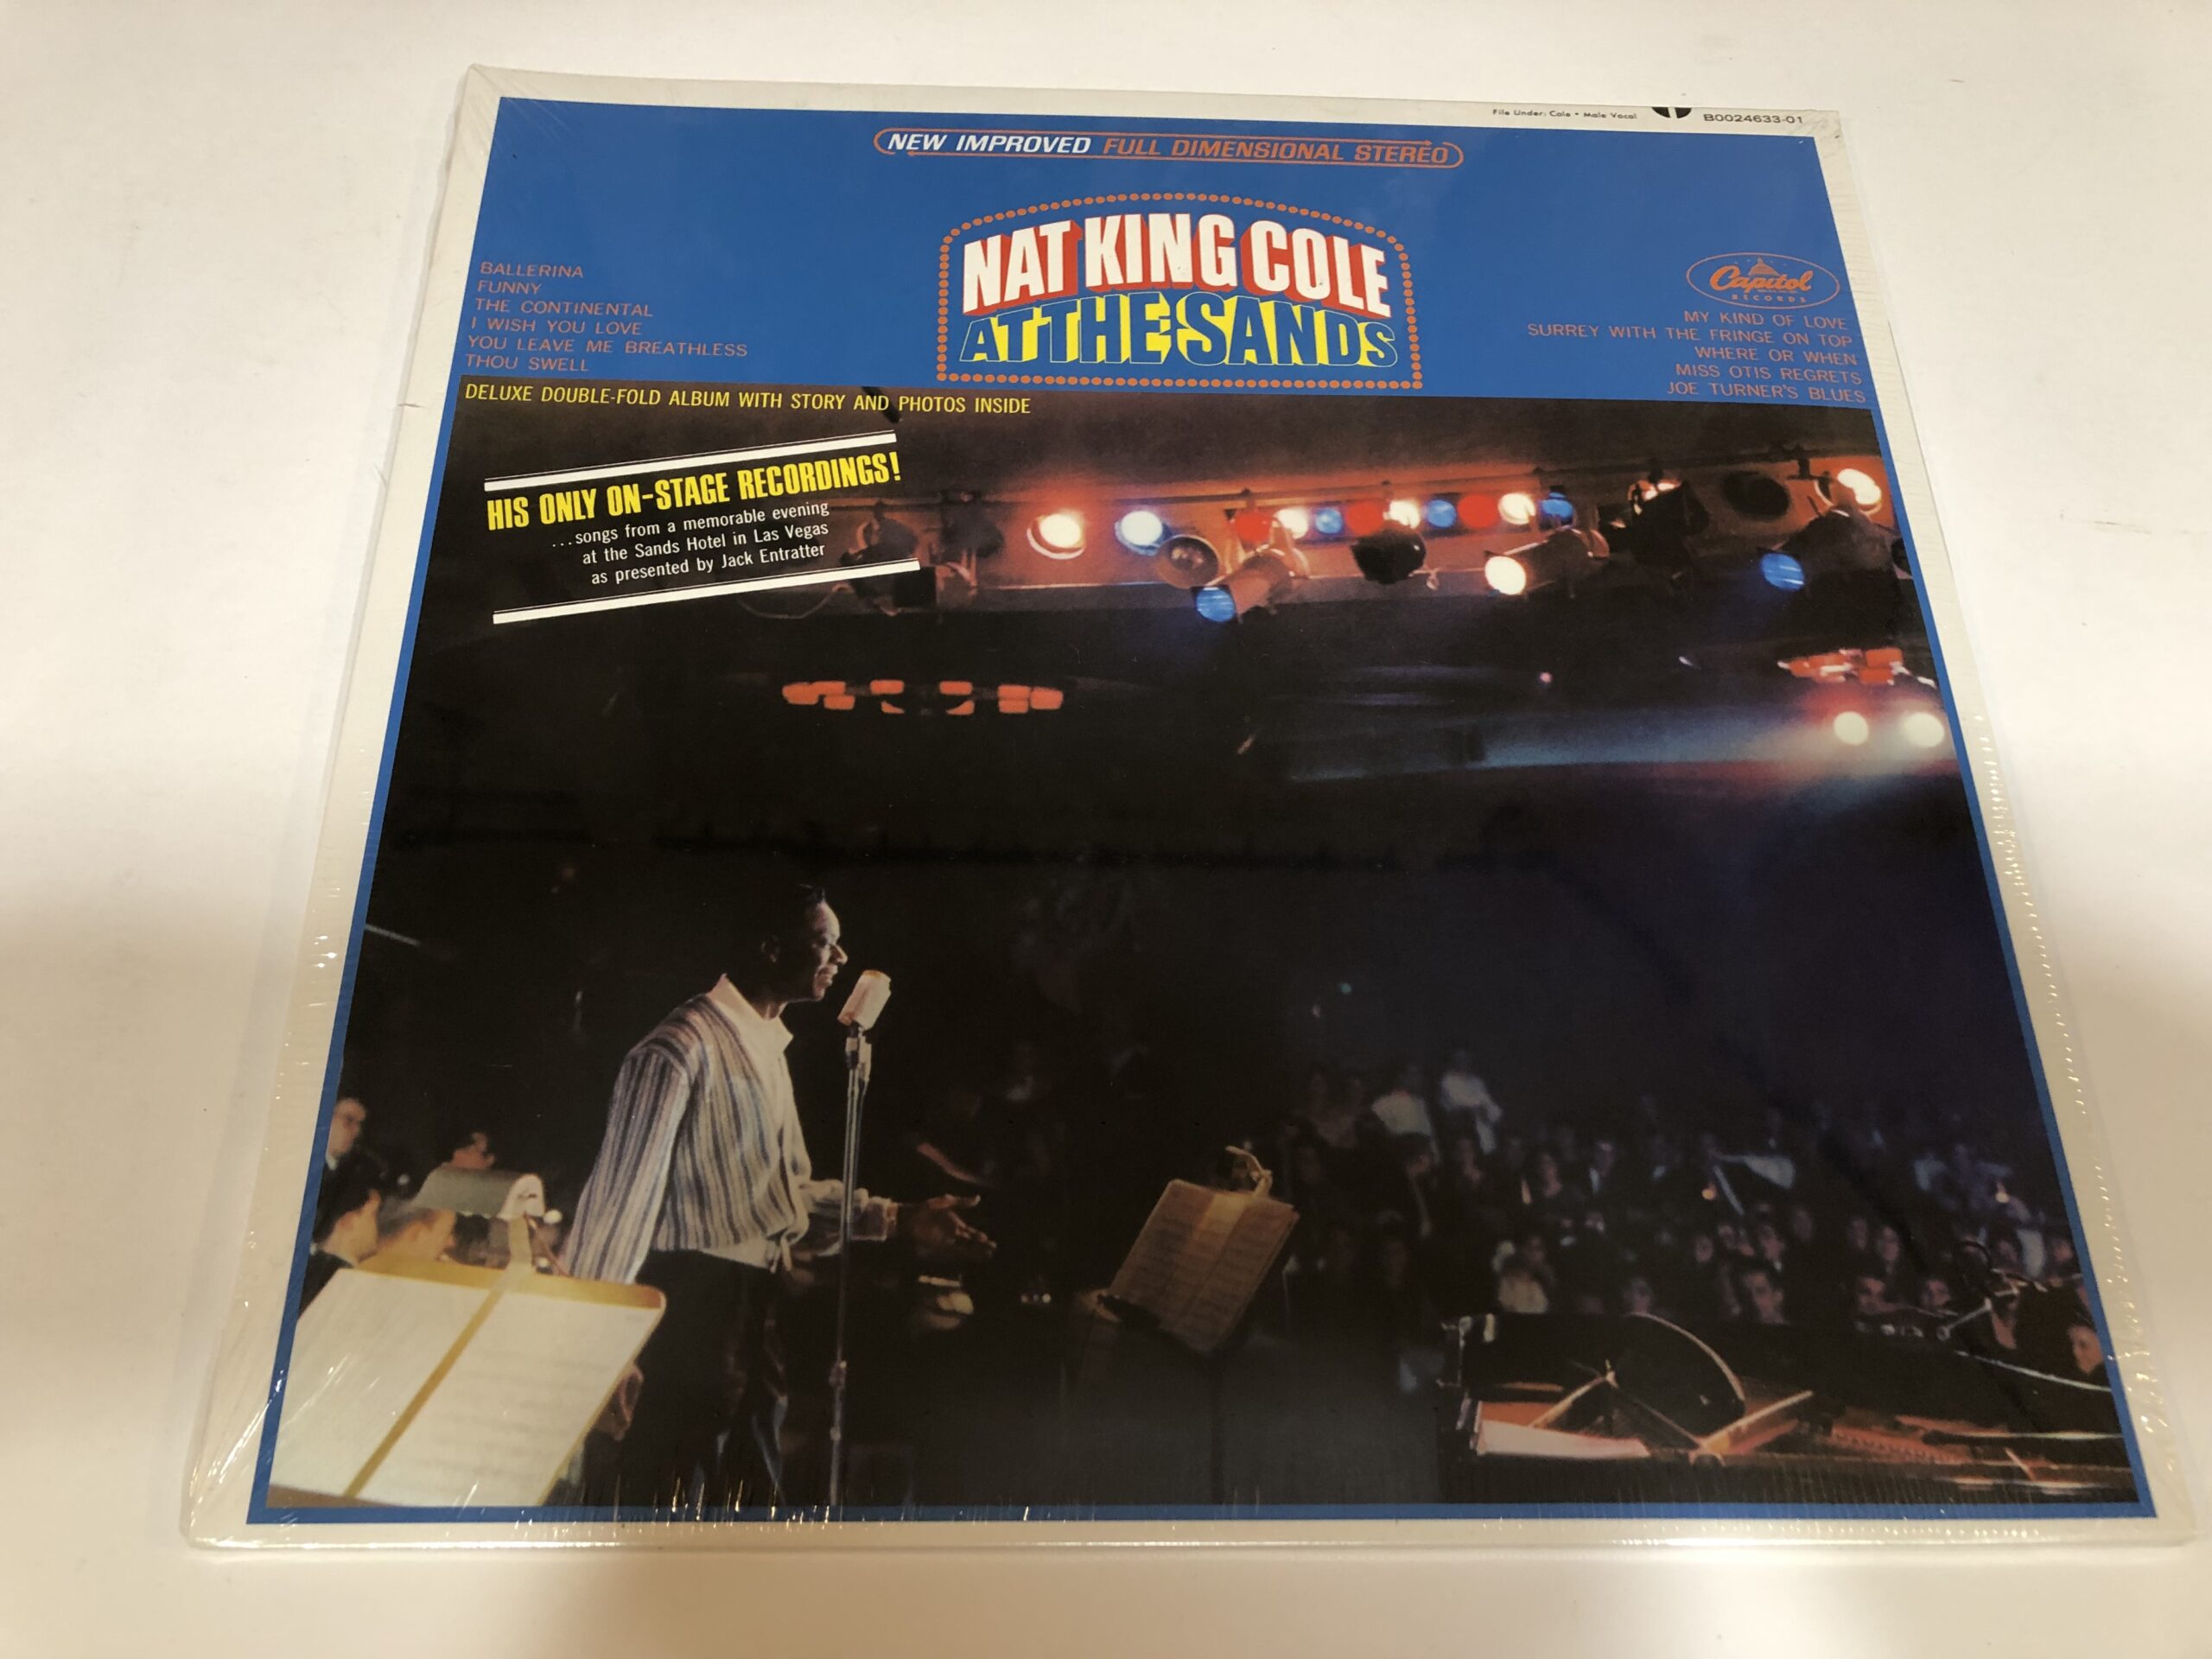 File Under: Cole • Male Vocal
B0024633-01
NEW IMPROVED FULL DIMENSIONAL STEREO
NAT KING COLE
AT THE SANDS
BALLERINA
FUNNY
THE CONTINENTAL
I WISH YOU LOVE
YOU LEAVE ME BREATHLESS
THOU SWELL
Capitol
RECORDS
MY KIND OF LOVE
SURREY WITH THE FRINGE ON TOP
WHERE OR WHEN
MISS OTIS REGRETS
JOE TURNER'S BLUES
DELUXE DOUBLE-FOLD ALBUM WITH STORY AND PHOTOS INSIDE
HIS ONLY ON-STAGE RECORDINGS!
...songs from a memorable evening
at the Sands Hotel in Las Vegas
as presented by Jack Entratter